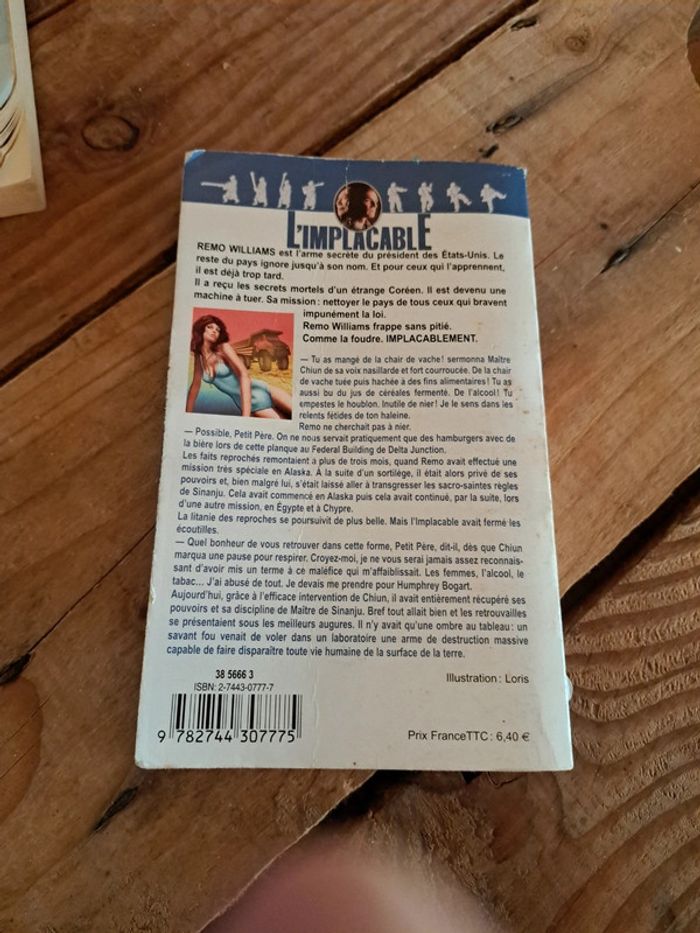 L'IMPLACABLE
REMO WILLIAMS est l'arme secrète du président des États-Unis. Le
reste du pays ignore jusqu'à son nom. Et pour ceux qui l'apprennent,
il est déjà trop tard.
Il a reçu les secrets mortels d'un étrange Coréen. Il est devenu une
machine à tuer. Sa mission : nettoyer le pays de tous ceux qui bravent
impunément la loi.
Remo Williams frappe sans pitié.
Comme la foudre. IMPLACABLEMENT.
— Tu as mangé de la chair de vache ! sermonna Maître
Chiun de sa voix nasillarde et fort courroucée. De la chair
de vache tuée puis hachée à des fins alimentaires ! Tu as
aussi bu du jus de céréales fermenté. De l'alcool ! Tu
empestes le houblon. Inutile de nier ! Je le sens dans les
relents fétides de ton haleine.
Remo ne cherchait pas à nier.
— Possible, Petit Père. On ne nous servait pratiquement que des hamburgers avec de
la bière lors de cette planque au Federal Building de Delta Junction.
Les faits reprochés remontaient à plus de trois mois, quand Remo avait effectué une
mission très spéciale en Alaska. À la suite d'un sortilège, il était alors privé de ses
pouvoirs et, bien malgré lui, s'était laissé aller à transgresser les sacro-saintes règles
de Sinanju. Cela avait commencé en Alaska puis cela avait continué, par la suite, lors
d'une autre mission, en Égypte et à Chypre.
La litanie des reproches se poursuivit de plus belle. Mais l'Implacable avait fermé les
écoutilles.
— Quel bonheur de vous retrouver dans cette forme, Petit Père, dit-il, dès que Chiun
marqua une pause pour respirer. Croyez-moi, je ne vous serai jamais assez reconnais-
sant d'avoir mis un terme à ce maléfice qui m'affaiblissait. Les femmes, l'alcool, le
tabac... J'ai abusé de tout. Je devais me prendre pour Humphrey Bogart.
Aujourd'hui, grâce à l'efficace intervention de Chiun, il avait entièrement récupéré ses
pouvoirs et sa discipline de Maître de Sinanju. Bref tout allait bien et les retrouvailles
se présentaient sous les meilleurs augures. Il n'y avait qu'une ombre au tableau : un
savant fou venait de voler dans un laboratoire une arme de destruction massive
capable de faire disparaître toute vie humaine de la surface de la terre.
38 5666 3
ISBN: 2-7443-0777-7
Illustration : Loris
9 782744 307775
Prix FranceTTC : 6,40 €